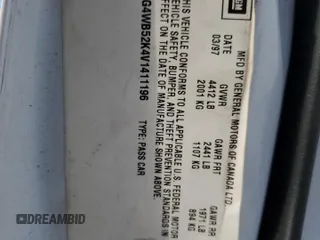 GM
MFD BY GENERAL MOTORS OF CANADA LTD.
DATE GVWR GAWR FRT GAWR RR
03/97 4412 LB 2441 LB 1971 LB
2001 KG 1107 KG 894 KG
THIS VEHICLE CONFORMS TO ALL APPLICABLE U.S. FEDERAL MOTOR
VEHICLE SAFETY, BUMPER, AND THEFT PREVENTION STANDARDS IN
EFFECT ON THE DATE OF MANUFACTURE SHOWN ABOVE.
G4WB52K4V1411196 TYPE: PASS CAR
DREAMBID